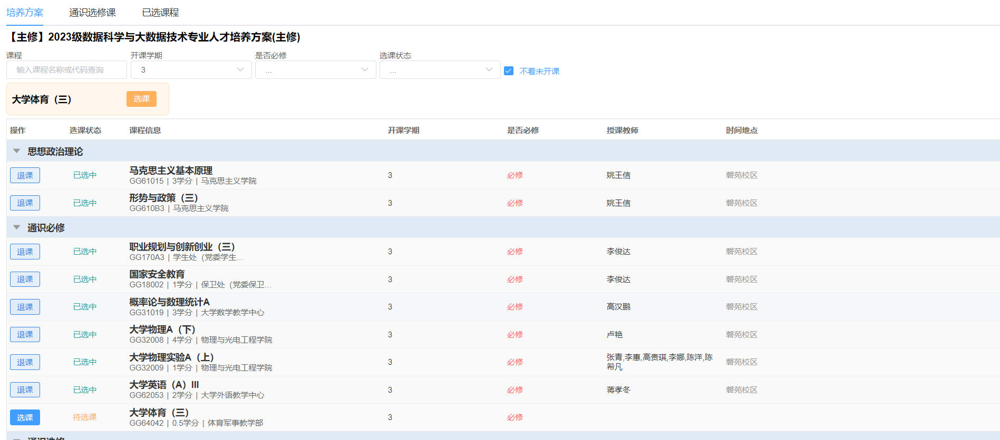 培养方案 通识选修课 已选课程
【主修】2023级数据科学与大数据技术专业人才培养方案(主修)
课程 开课学期 是否必修 选课状态
输入课程名称或代码查询 3 ... ... 不看未开课
大学体育（三） 选课
操作 选课状态 课程信息 开课学期 是否必修 授课教师 时间地点
思想政治理论
退课 已选中 马克思主义基本原理 3 必修 姚王信 磬苑校区
GG61015 | 3学分 | 马克思主义学院
退课 已选中 形势与政策（三） 3 必修 姚王信 磬苑校区
GG610B3 | 马克思主义学院
通识必修
退课 已选中 职业规划与创新创业（三） 3 必修 李俊达 磬苑校区
GG170A3 | 学生处（党委学生...
退课 已选中 国家安全教育 3 必修 李俊达 磬苑校区
GG18002 | 1学分 | 保卫处（党委保卫...
退课 已选中 概率论与数理统计A 3 必修 高汉鹏 磬苑校区
GG31019 | 3学分 | 大学数学教学中心
退课 已选中 大学物理A（下） 3 必修 卢艳 磬苑校区
GG32008 | 4学分 | 物理与光电工程学院
退课 已选中 大学物理实验A（上） 3 必修 张青,李惠,高贵琪,李娜,陈洋,陈希凡 磬苑校区
GG32009 | 1学分 | 物理与光电工程学院
退课 已选中 大学英语（A）III 3 必修 蒋孝冬 磬苑校区
GG62053 | 2学分 | 大学外语教学中心
选课 待选课 大学体育（三） 3 必修
GG64042 | 0.5学分 | 体育军事教学部
通识选修